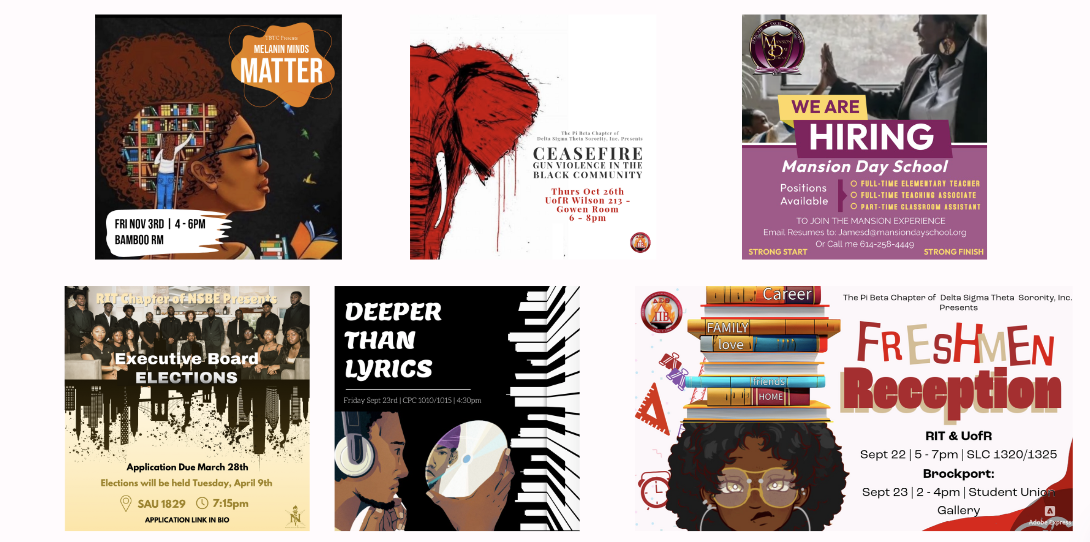 TBTC Presents
MELANIN MINDS
MATTER
FRI NOV 3RD | 4 - 6PM
BAMBOO RM
The Pi Beta Chapter of
Delta Sigma Theta Sorority, Inc. Presents
CEASEFIRE
GUN VIOLENCE IN THE
BLACK COMMUNITY
Thurs Oct 26th
UofR Wilson 213 -
Gowen Room
6 - 8pm
WE ARE
HIRING
Mansion Day School
Positions
Available
FULL-TIME ELEMENTARY TEACHER
FULL-TIME TEACHING ASSOCIATE
PART-TIME CLASSROOM ASSISTANT
TO JOIN THE MANSION EXPERIENCE
Email Resumes to: Jamesd@mansiondayschool.org
Or Call me 614-258-4449
STRONG START
STRONG FINISH
RIT Chapter of NSBE Presents
Executive Board
ELECTIONS
Application Due March 28th
Elections will be held Tuesday, April 9th
SAU 1829 7:15pm
APPLICATION LINK IN BIO
DEEPER
THAN
LYRICS
Friday Sept 23rd | CPC 1010/1015 | 4:30pm
Career
FAMILY
love
friends
HOME
The Pi Beta Chapter of Delta Sigma Theta Sorority, Inc.
Presents
FRESHMEN
Reception
RIT & UofR
Sept 22 | 5 - 7pm | SLC 1320/1325
Brockport:
Sept 23 | 2 - 4pm | Student Union
Gallery
Adobe Express